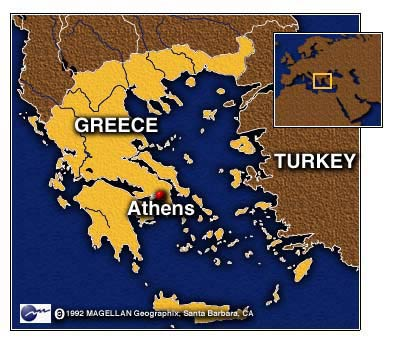 GREECE
TURKEY
Athens
© 1992 MAGELLAN Geographix, Santa Barbara, CA